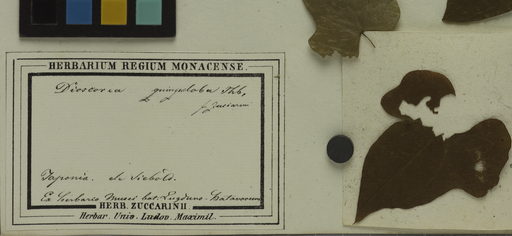 HERBARIUM REGIUM MONACENSE.
Dioscorea quinqueloba Thb.
Japonia. de Siebold.
Ex herbario Musei bot. Lugduno-Batavorum
HERB. ZUCCARINII.
Herbar. Univ. Ludov. Maximil.